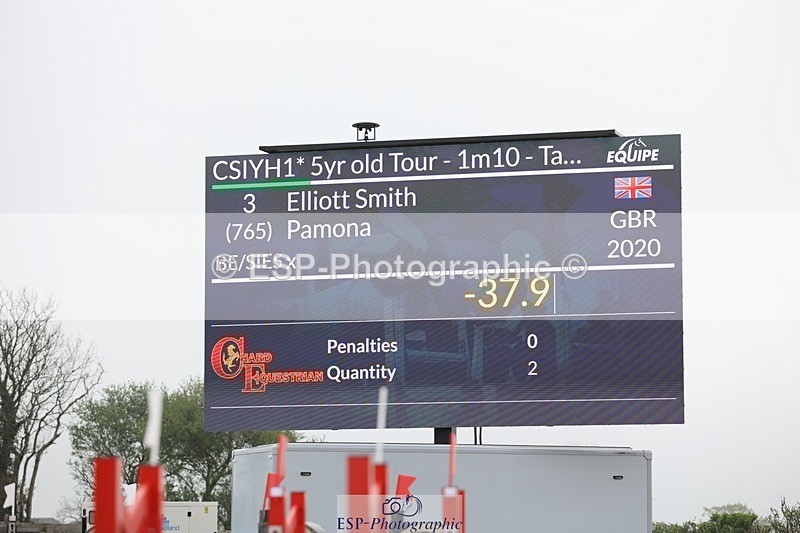 CSIYH1* 5yr old Tour - 1m10 - Ta...
EQUIPE
3 Elliott Smith
(765) Pamona
GBR
2020
© ESP-Photographic ©
-37.9
CHARD EQUESTRIAN
Penalties 0
Quantity 2
ESP-Photographic